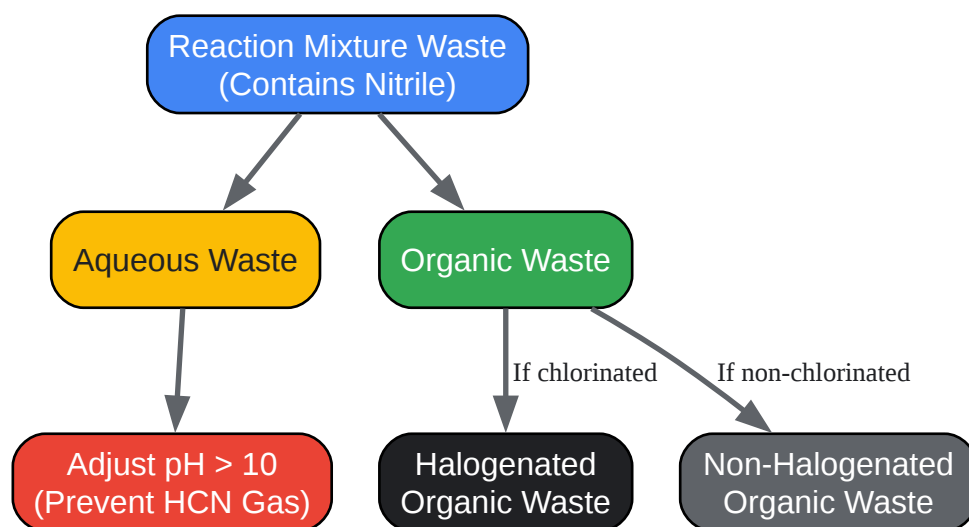 Reaction Mixture Waste
(Contains Nitrile)
Aqueous Waste
Organic Waste
If chlorinated
If non-chlorinated
Adjust pH > 10
(Prevent HCN Gas)
Halogenated
Organic Waste
Non-Halogenated
Organic Waste